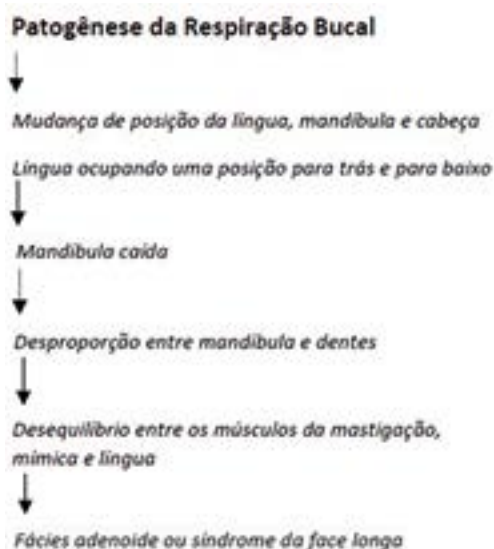 Patogênese da Respiração Bucal
Mudança de posição da língua, mandíbula e cabeça
Língua ocupando uma posição para trás e para baixo
Mandíbula caída
Desproporção entre mandíbula e dentes
Desequilíbrio entre os músculos da mastigação,
mímica e língua
Fácies adenoide ou síndrome da face longa